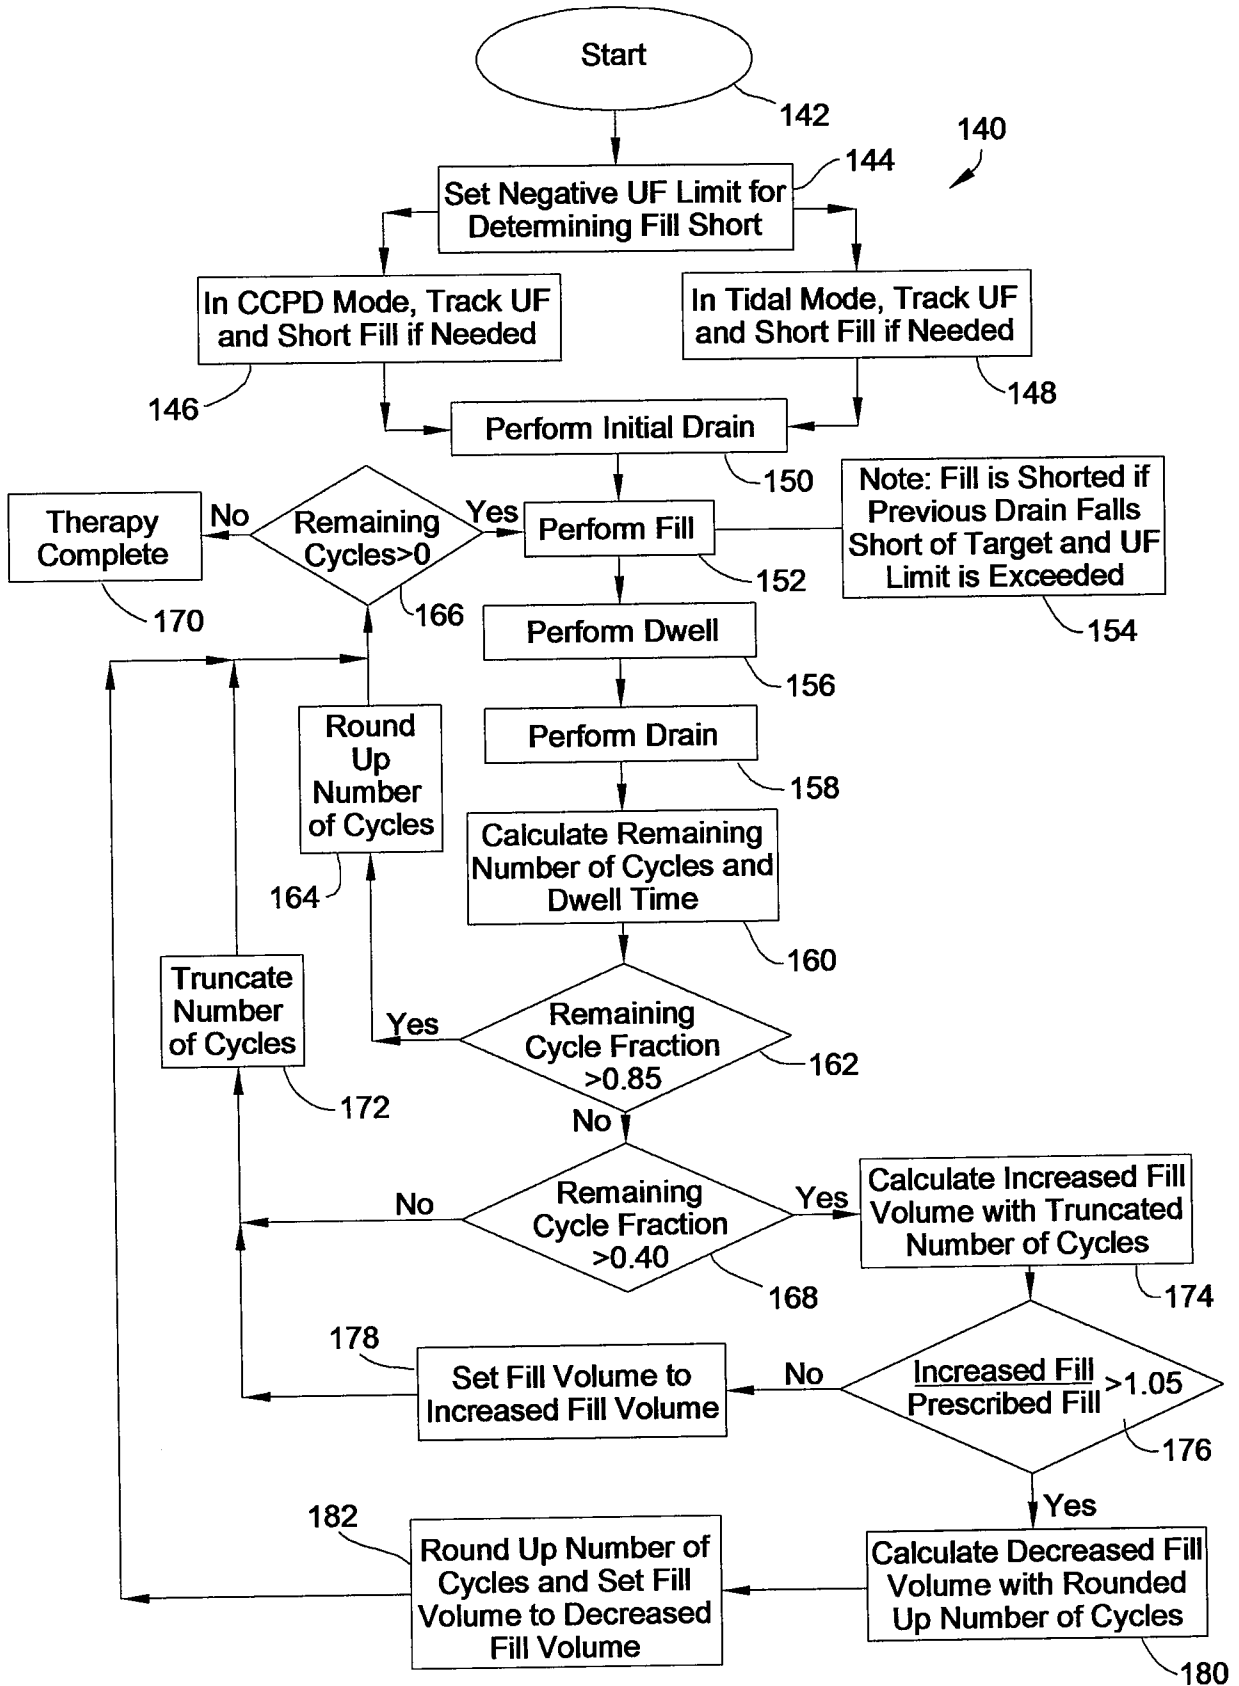 Start
142
140
144
Set Negative UF Limit for
Determining Fill Short
In CCPD Mode, Track UF
and Short Fill if Needed
146
In Tidal Mode, Track UF
and Short Fill if Needed
148
Perform Initial Drain
150
Note: Fill is Shorted if
Previous Drain Falls
Short of Target and UF
Limit is Exceeded
154
Therapy
Complete
170
No
Remaining
Cycles>0
166
Yes
Perform Fill
152
Perform Dwell
156
Round
Up
Number
of Cycles
164
Perform Drain
158
Calculate Remaining
Number of Cycles and
Dwell Time
160
Truncate
Number
of Cycles
172
Yes
Remaining
Cycle Fraction
>0.85
162
No
No
Remaining
Cycle Fraction
>0.40
168
Yes
Calculate Increased Fill
Volume with Truncated
Number of Cycles
174
178
Set Fill Volume to
Increased Fill Volume
No
Increased Fill
Prescribed Fill
>1.05
176
Yes
182
Round Up Number of
Cycles and Set Fill
Volume to Decreased
Fill Volume
Calculate Decreased Fill
Volume with Rounded
Up Number of Cycles
180